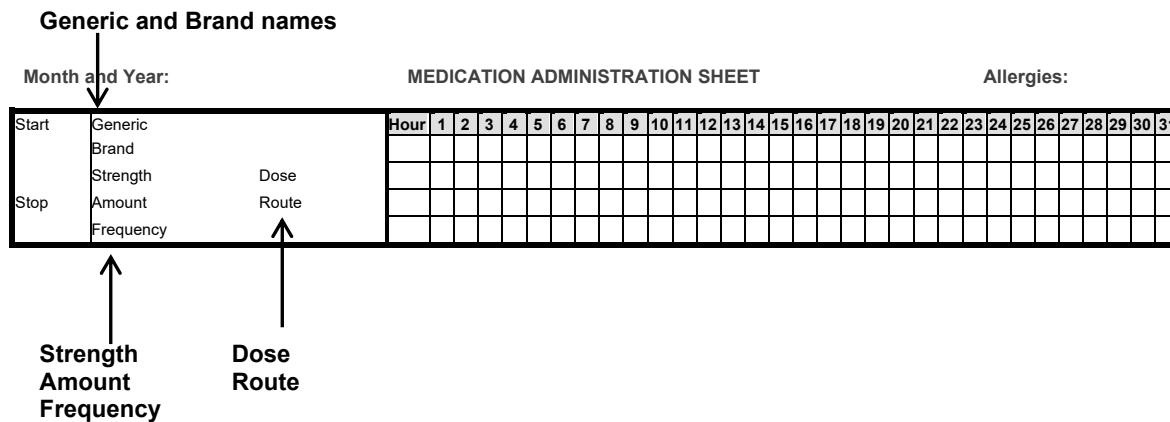 Generic and Brand names
Month and Year: MEDICATION ADMINISTRATION SHEET Allergies:
Start Generic Hour 1 2 3 4 5 6 7 8 9 10 11 12 13 14 15 16 17 18 19 20 21 22 23 24 25 26 27 28 29 30
Brand
Strength Dose
Stop Amount Route
Frequency
Strength Dose
Amount Route
Frequency